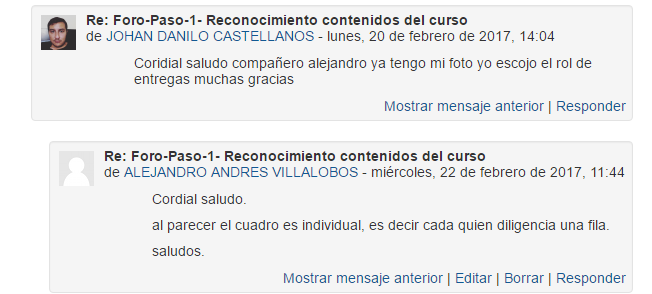 Re: Foro-Paso-1- Reconocimiento contenidos del curso
de JOHAN DANILO CASTELLANOS - lunes, 20 de febrero de 2017, 14:04
Coridial saludo compañero alejandro ya tengo mi foto yo escojo el rol de
entregas muchas gracias
Mostrar mensaje anterior | Responder
Re: Foro-Paso-1- Reconocimiento contenidos del curso
de ALEJANDRO ANDRES VILLALOBOS - miércoles, 22 de febrero de 2017, 11:44
Cordial saludo.
al parecer el cuadro es individual, es decir cada quien diligencia una fila.
saludos.
Mostrar mensaje anterior | Editar | Borrar | Responder